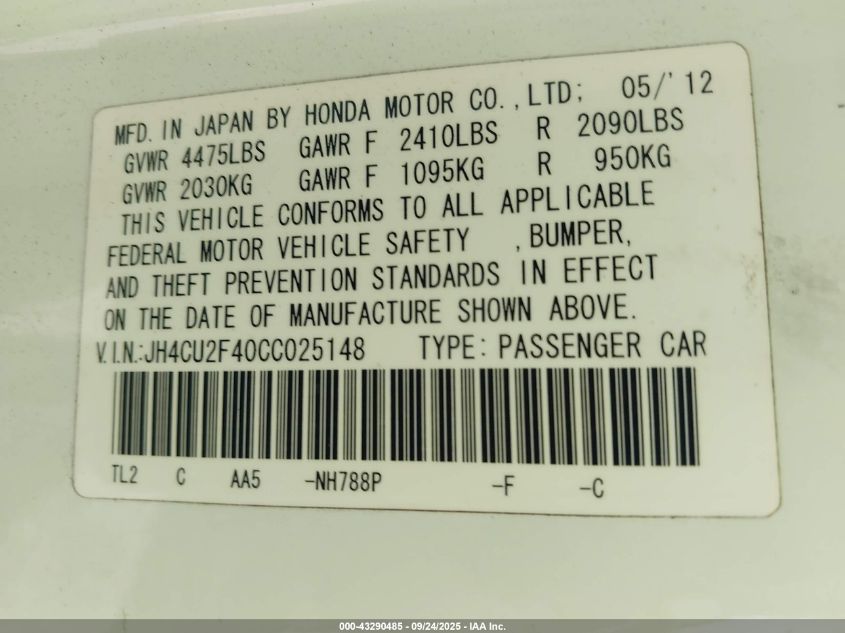 MFD. IN JAPAN BY HONDA MOTOR CO., LTD; 05/'12
GVWR 4475LBS GAWR F 2410LBS R 2090LBS
GVWR 2030KG GAWR F 1095KG R 950KG
THIS VEHICLE CONFORMS TO ALL APPLICABLE
FEDERAL MOTOR VEHICLE SAFETY , BUMPER,
AND THEFT PREVENTION STANDARDS IN EFFECT
ON THE DATE OF MANUFACTURE SHOWN ABOVE.
V.I.N.:JH4CU2F40CC025148 TYPE: PASSENGER CAR
TL2 C AA5 -NH788P -F -C
000-43290485 - 09/24/2025 - IAA Inc.